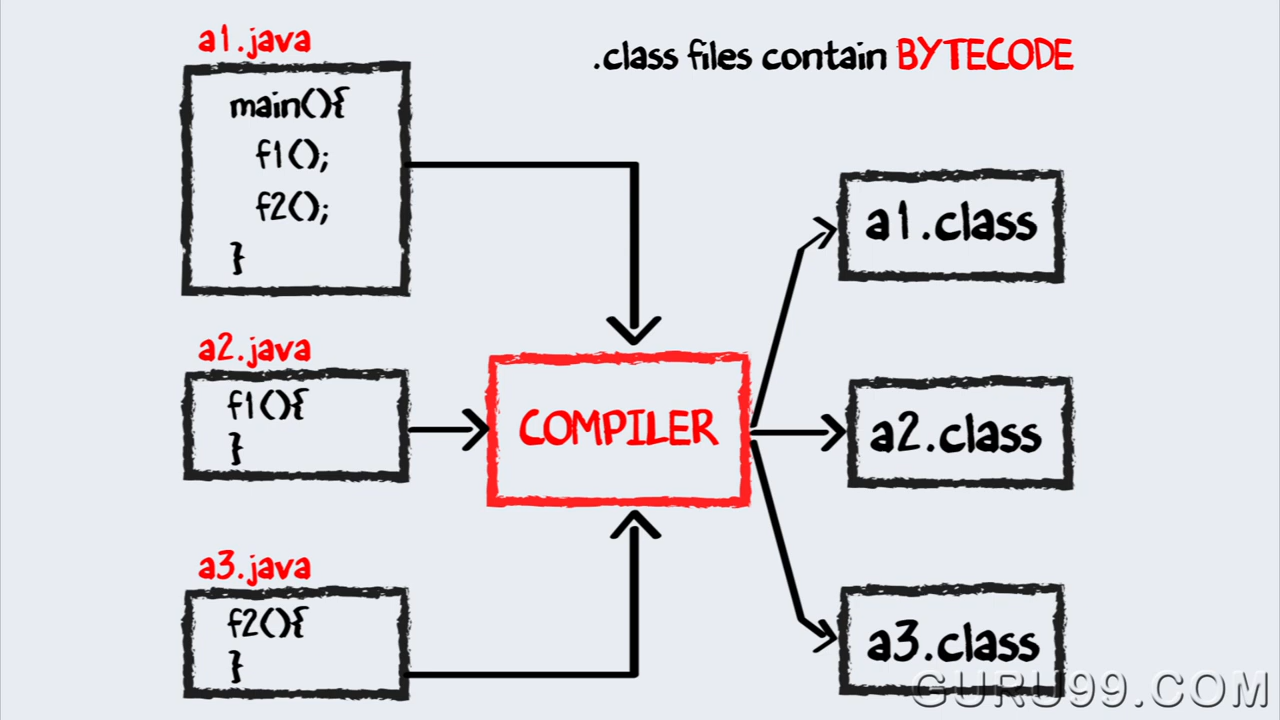 a1.java
main(){
f1();
f2();
}
.class files contain BYTECODE
a2.java
f1(){
}
a3.java
f2(){
}
COMPILER
a1.class
a2.class
a3.class
GURU99.COM